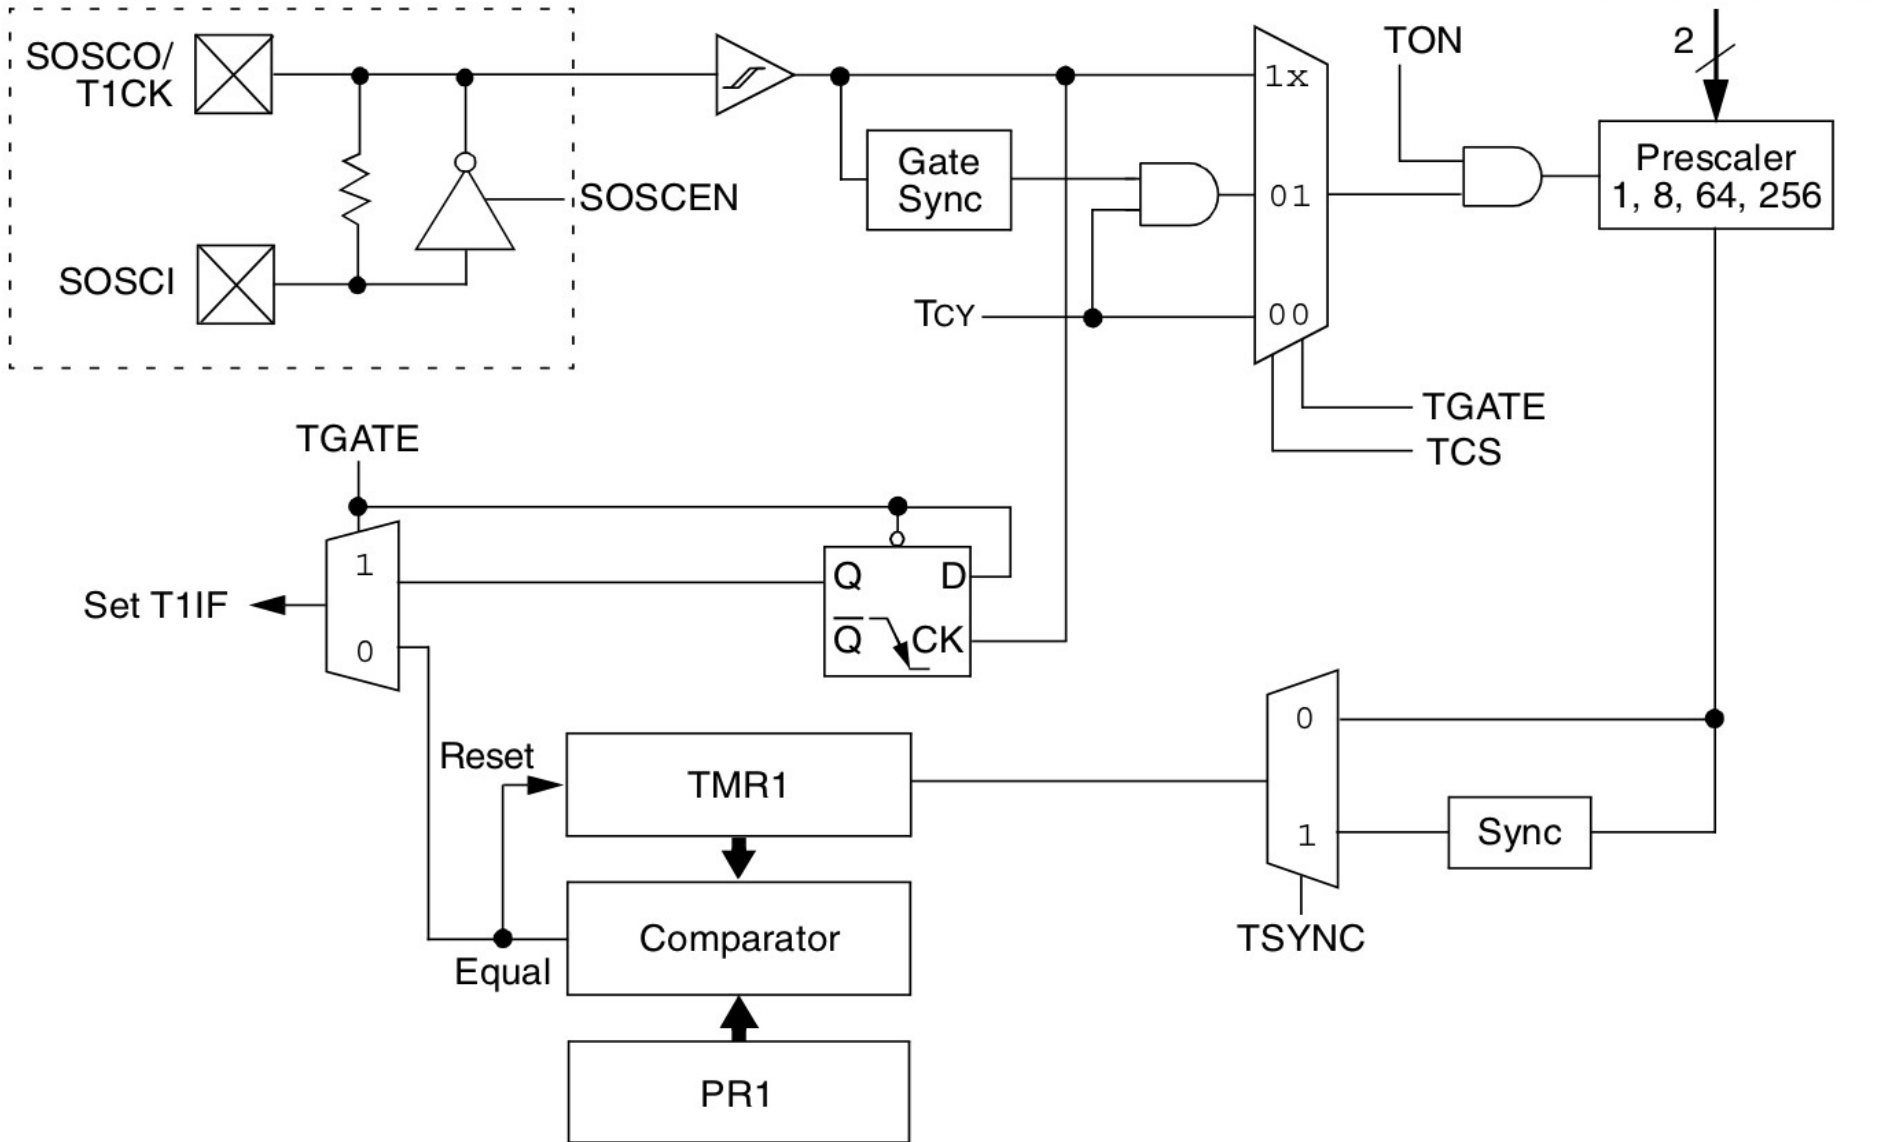 SOSCO/
T1CK
SOSCI
SOSCEN
Gate
Sync
TCY
1x
01
00
TON
2
Prescaler
1, 8, 64, 256
TGATE
TCS
TGATE
1
0
Set T1IF
Q
D
Q̅
CK
Reset
TMR1
Equal
Comparator
PR1
0
1
Sync
TSYNC